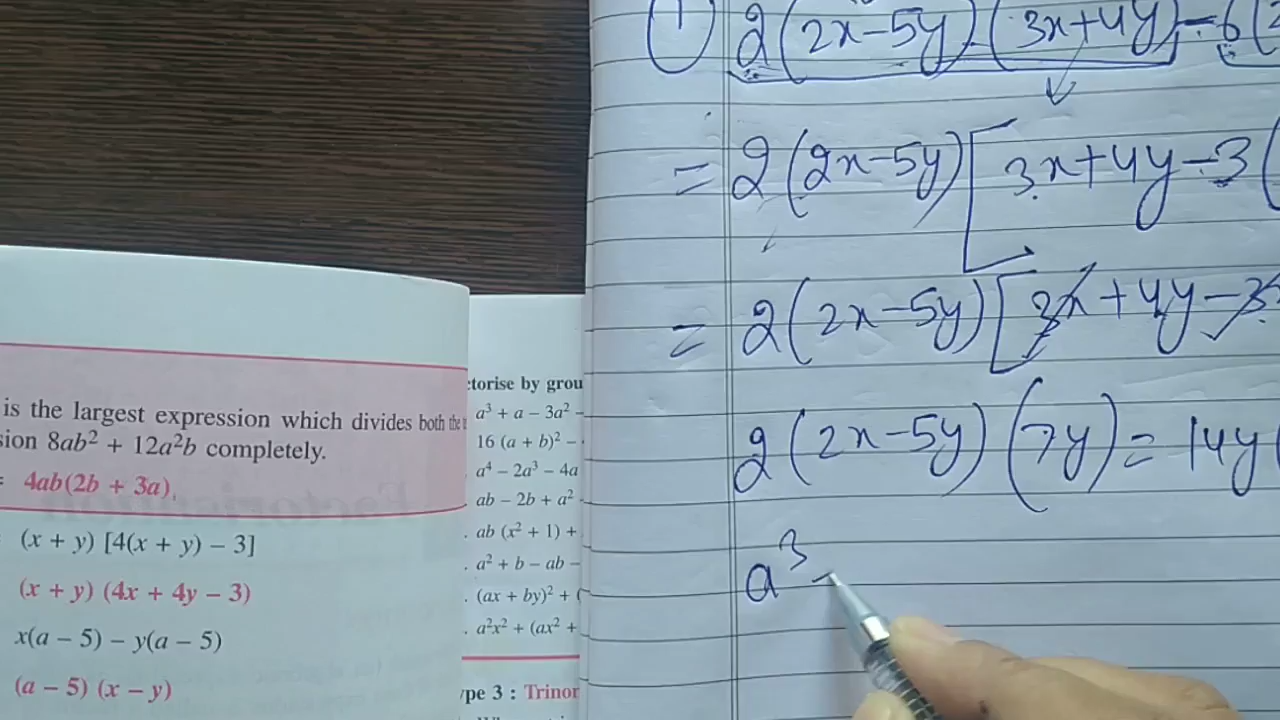 is the largest expression which divides both the
sion 8ab² + 12a²b completely.
= 4ab(2b + 3a).
(x + y) [4(x + y) – 3]
(x + y) (4x + 4y – 3)
x(a – 5) – y(a – 5)
(a – 5) (x – y)
ctorise by grou
a³ + a – 3a² –
16 (a + b)² –
a⁴ – 2a³ – 4a
ab – 2b + a²
ab (x² + 1) +
a² + b – ab –
(ax + by)² + (
a²x² + (ax² +
ype 3 : Trinor
① 2(2x-5y)(3x+4y)-6(2
= 2(2x-5y)[3x+4y-3(
= 2(2x-5y)[3x+4y-3
2(2x-5y)(7y) = 14y(
a³ -